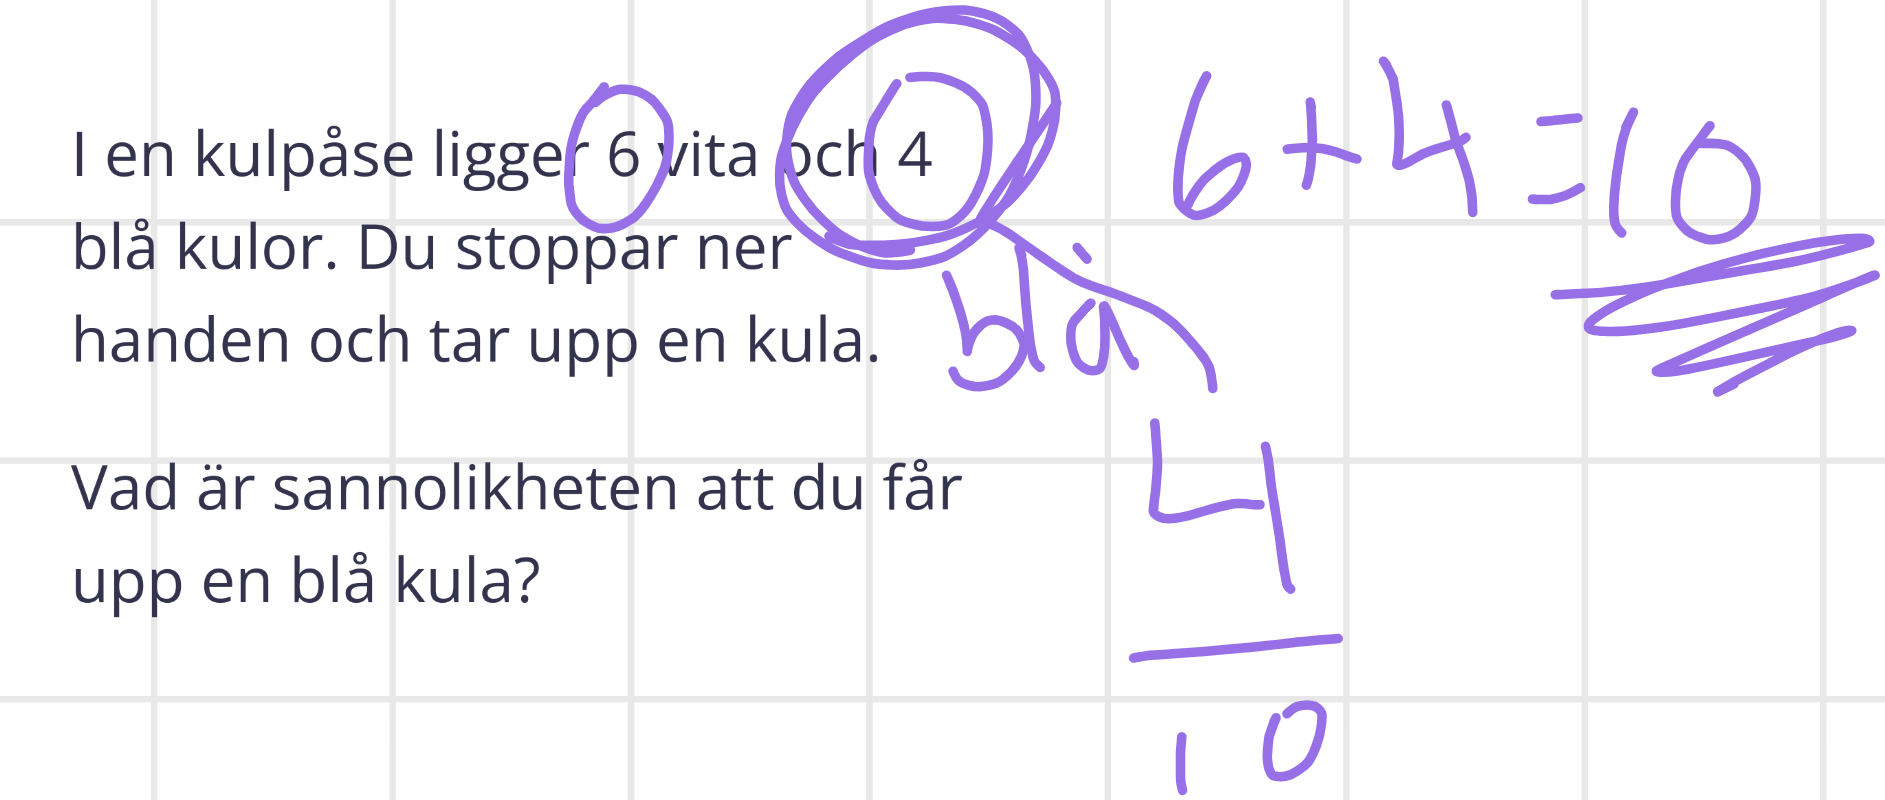 I en kulpåse ligger 6 vita och 4
blå kulor. Du stoppar ner
handen och tar upp en kula.
Vad är sannolikheten att du får
upp en blå kula?
6+4=10
blå
4
10